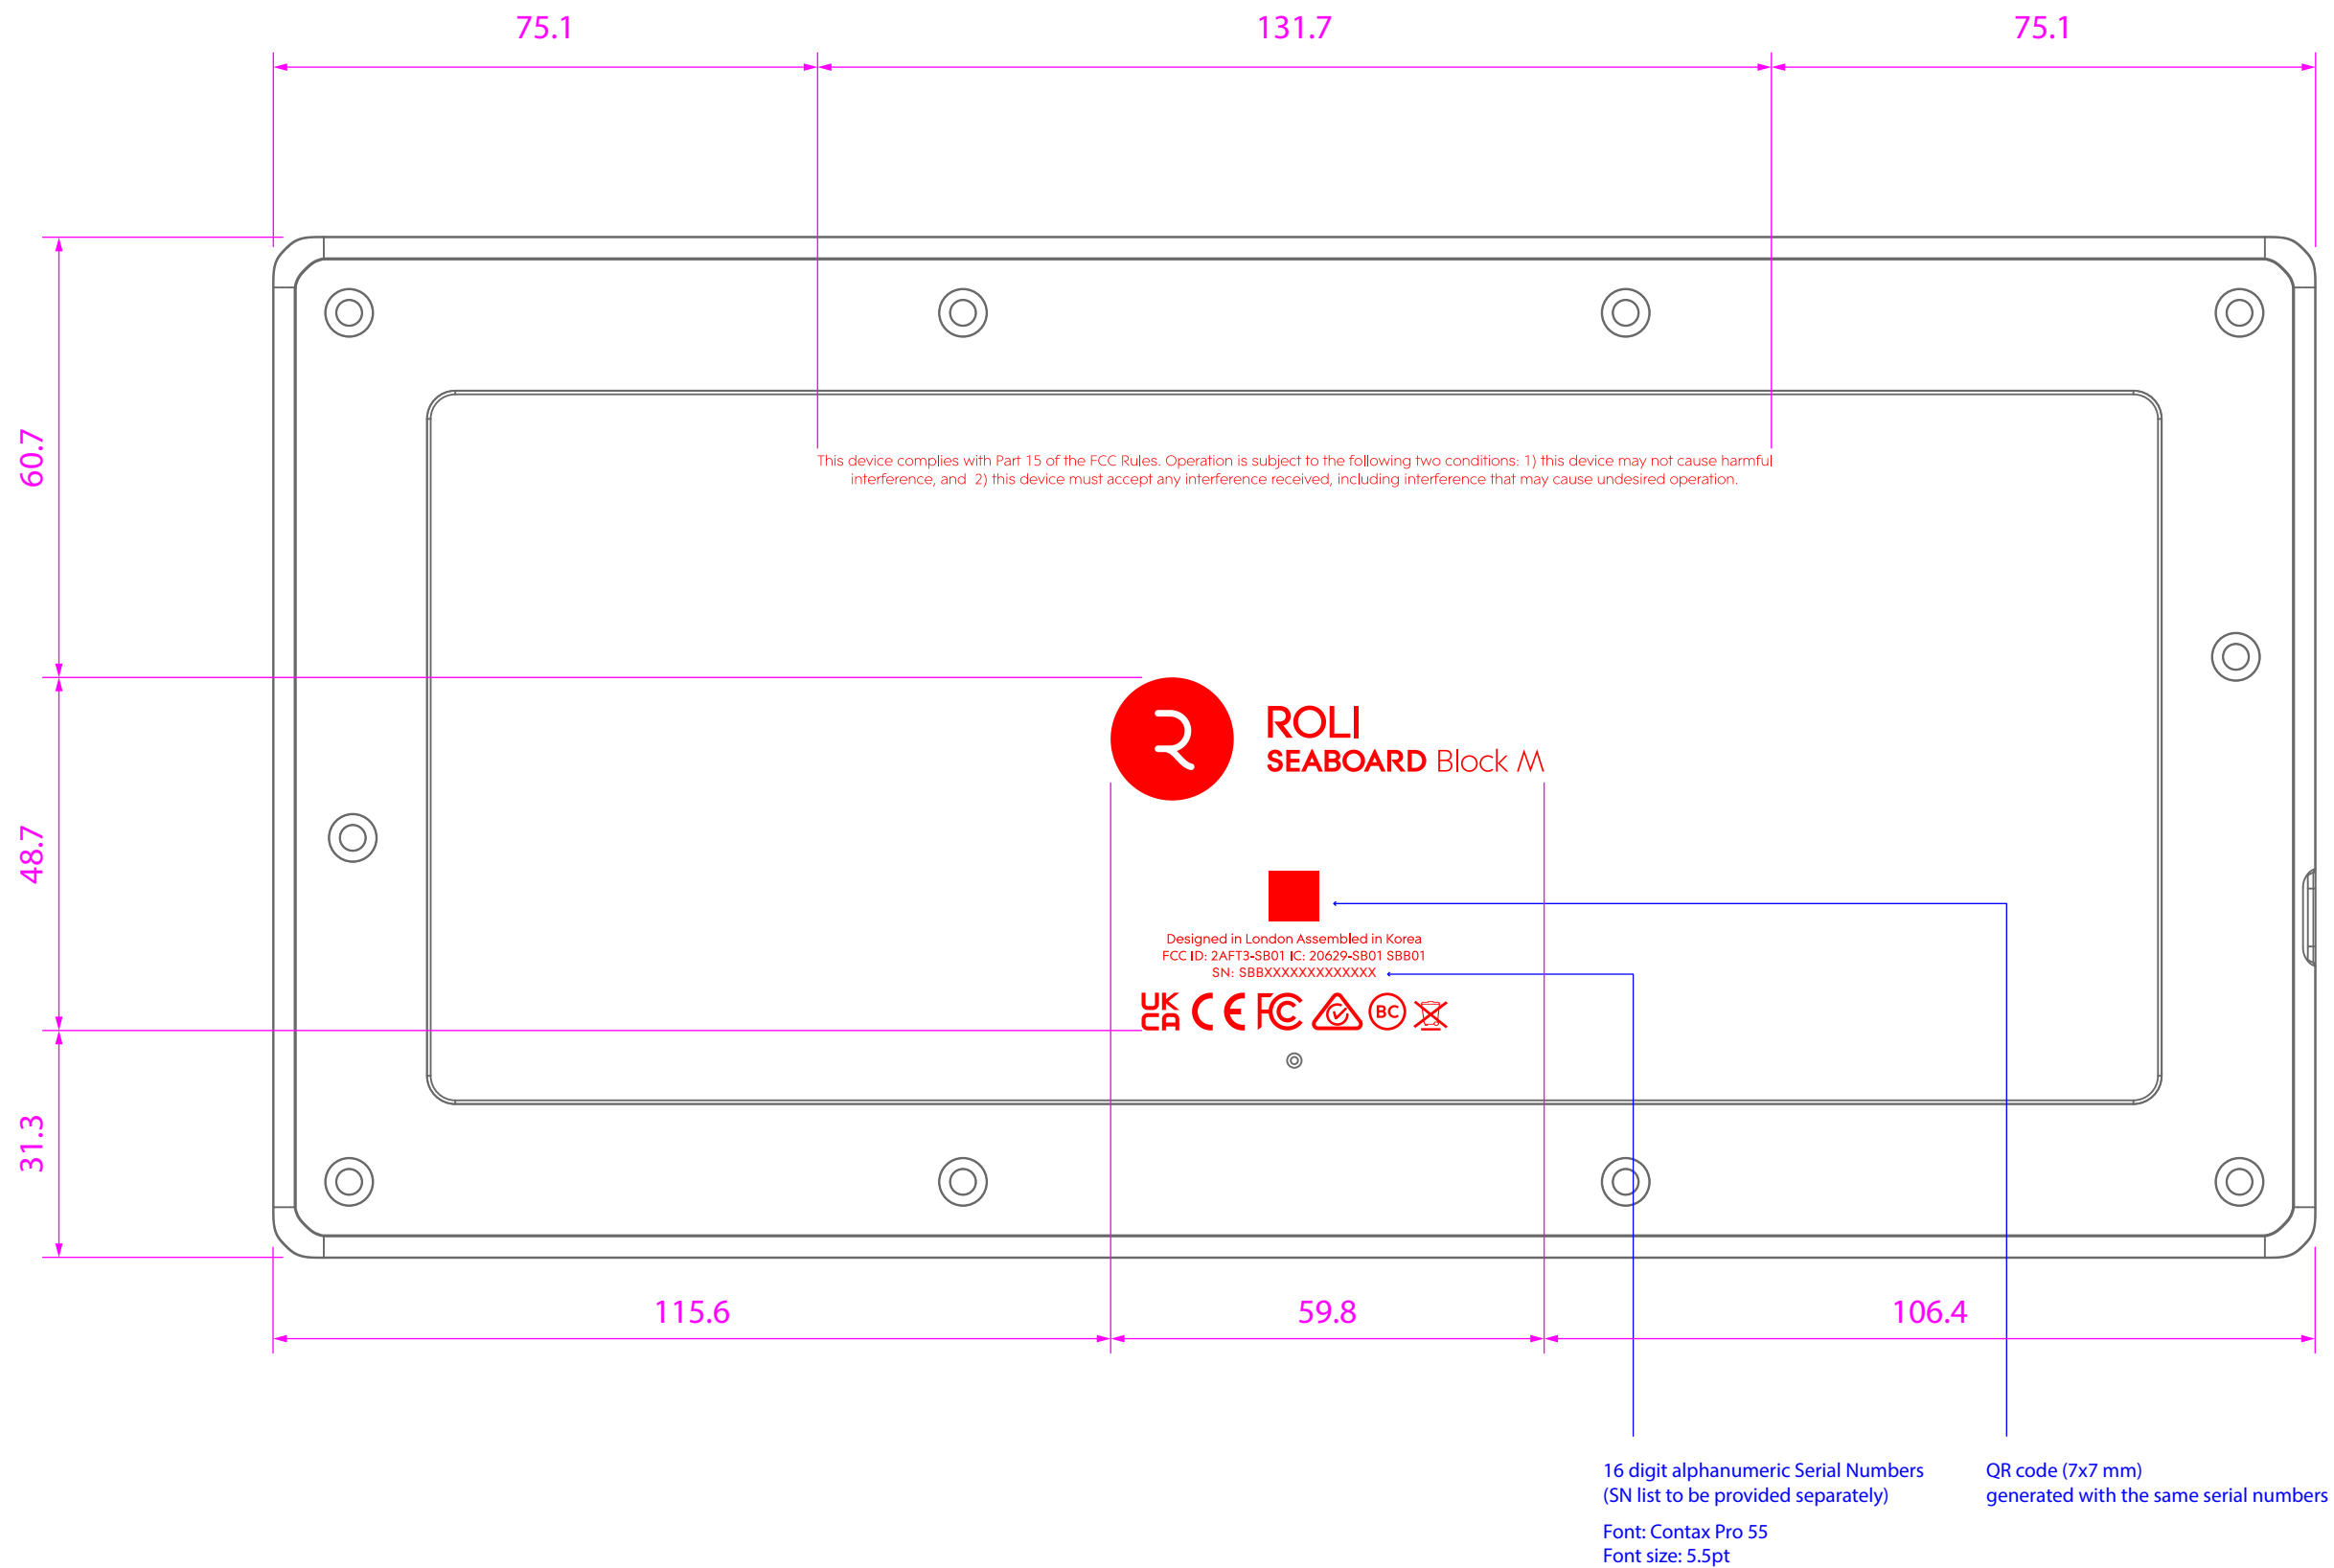 75.1
131.7
75.1
60.7
This device complies with Part 15 of the FCC Rules. Operation is subject to the following two conditions: 1) this device may not cause harmful
interference, and  2) this device must accept any interference received, including interference that may cause undesired operation.
ROLI
SEABOARD Block M
48.7
Designed in London Assembled in Korea
FCC ID: 2AFT3-SB01 IC: 20629-SB01 SBB01
SN: SBBXXXXXXXXXXXXX
UK CA CE FC BC
31.3
115.6
59.8
106.4
16 digit alphanumeric Serial Numbers
(SN list to be provided separately)
Font: Contax Pro 55
Font size: 5.5pt
QR code (7x7 mm)
generated with the same serial numbers